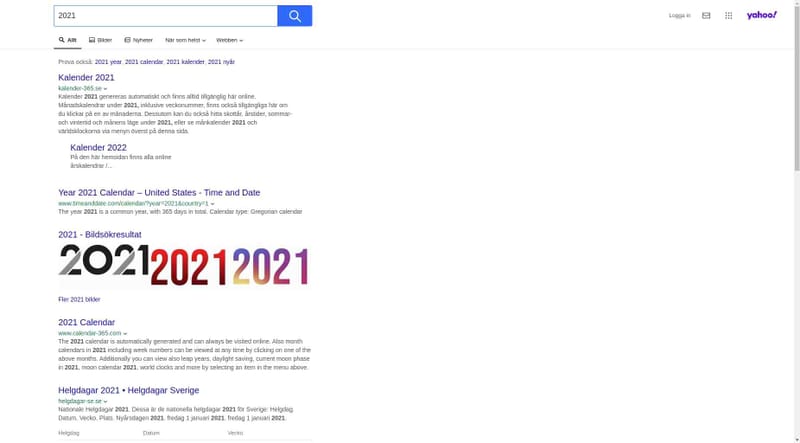 2021
Logga in
yahoo!
Allt
Bilder
Nyheter
När som helst
Webben
Prova också: 2021 year, 2021 calendar, 2021 kalender, 2021 nyår
Kalender 2021
kalender-365.se
Kalender 2021 genereras automatiskt och finns alltid tillgänglig här online.
Månadskalendrar under 2021, inklusive veckonummer, finns också tillgängliga här om
du klickar på en av månaderna. Dessutom kan du också hitta skottår, årstider, sommar-
och vintertid och månens läge under 2021, eller se månkalender 2021 och
världsklockorna via menyn överst på denna sida.
Kalender 2022
På den här hemsidan finns alla online
årskalendrar /...
Year 2021 Calendar – United States - Time and Date
www.timeanddate.com/calendar/?year=2021&country=1
The year 2021 is a common year, with 365 days in total. Calendar type: Gregorian calendar
2021 - Bildsökresultat
2021 2021 2021
Fler 2021 bilder
2021 Calendar
www.calendar-365.com
The 2021 calendar is automatically generated and can always be visited online. Also month
calendars in 2021 including week numbers can be viewed at any time by clicking on one of the
above months. Additionally you can view also leap years, daylight saving, current moon phase
in 2021, moon calendar 2021, world clocks and more by selecting an item in the menu above.
Helgdagar 2021 • Helgdagar Sverige
helgdagar-se.se
Nationale Helgdagar 2021. Dessa är de nationella helgdagar 2021 för Sverige: Helgdag.
Datum. Vecko. Plats. Nyårsdagen 2021. fredag 1 januari 2021. fredag 1 januari 2021.
Helgdag Datum Vecko